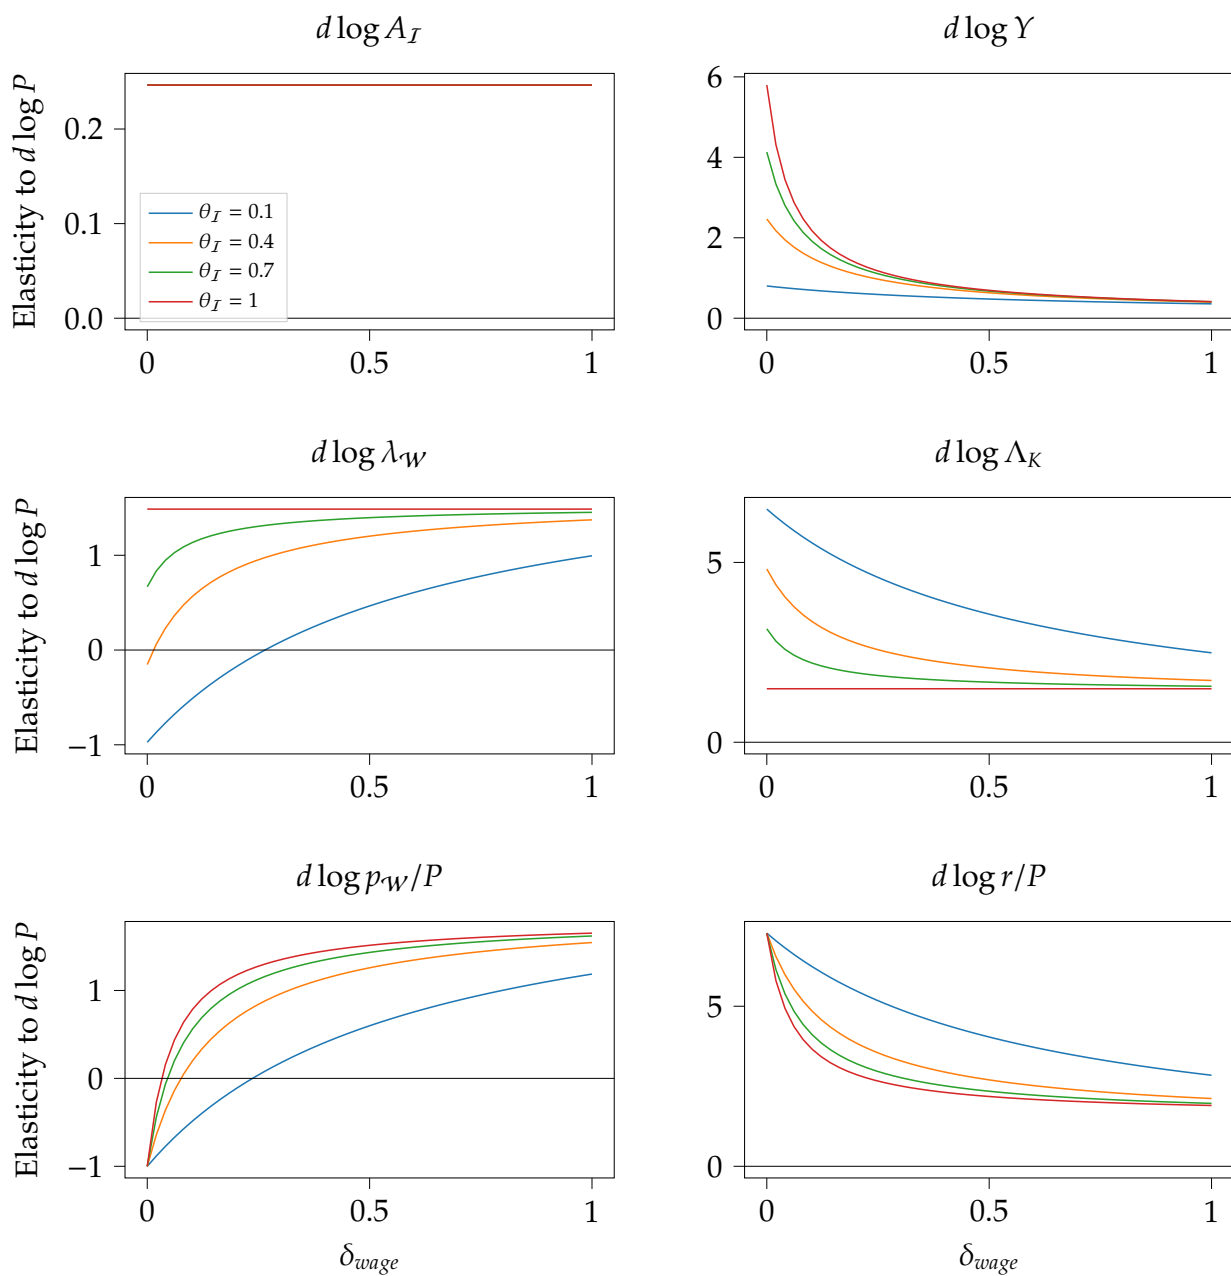 d log A_ℐ
Elasticity to d log P
0.2
0.1
0.0
θ_ℐ = 0.1
θ_ℐ = 0.4
θ_ℐ = 0.7
θ_ℐ = 1
0 0.5 1
d log Y
6
4
2
0
0 0.5 1
d log λ_𝒲
Elasticity to d log P
1
0
−1
0 0.5 1
d log Λ_K
5
0
0 0.5 1
d log p_𝒲/P
Elasticity to d log P
1
0
−1
0 0.5 1
δ_wage
d log r/P
5
0
0 0.5 1
δ_wage